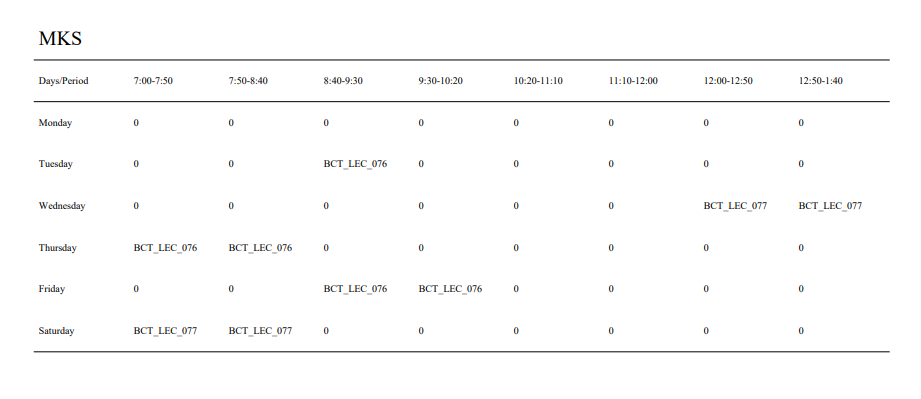 MKS
Days/Period 7:00-7:50 7:50-8:40 8:40-9:30 9:30-10:20 10:20-11:10 11:10-12:00 12:00-12:50 12:50-1:40
Monday 0 0 0 0 0 0 0 0
Tuesday 0 0 BCT_LEC_076 0 0 0 0 0
Wednesday 0 0 0 0 0 0 BCT_LEC_077 BCT_LEC_077
Thursday BCT_LEC_076 BCT_LEC_076 0 0 0 0 0 0
Friday 0 0 BCT_LEC_076 BCT_LEC_076 0 0 0 0
Saturday BCT_LEC_077 BCT_LEC_077 0 0 0 0 0 0